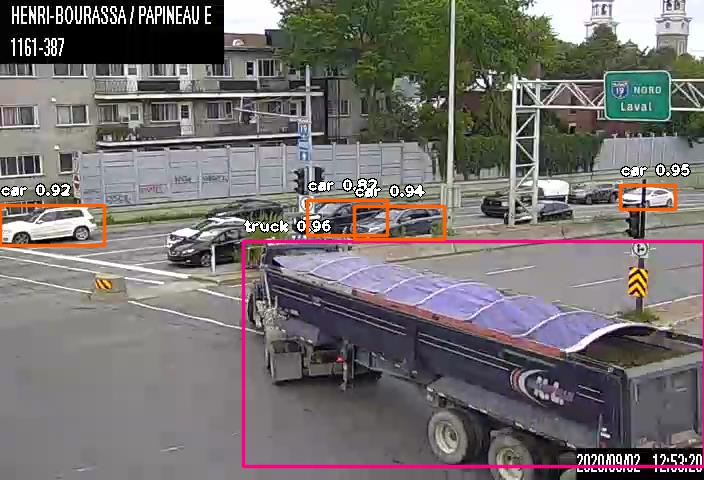 HENRI-BOURASSA / PAPINEAU E
1161-387
19 NORD
Laval
car 0.95
car 0.92
car 0.92
car 0.94
truck 0.96
2020/09/02 12:53:20